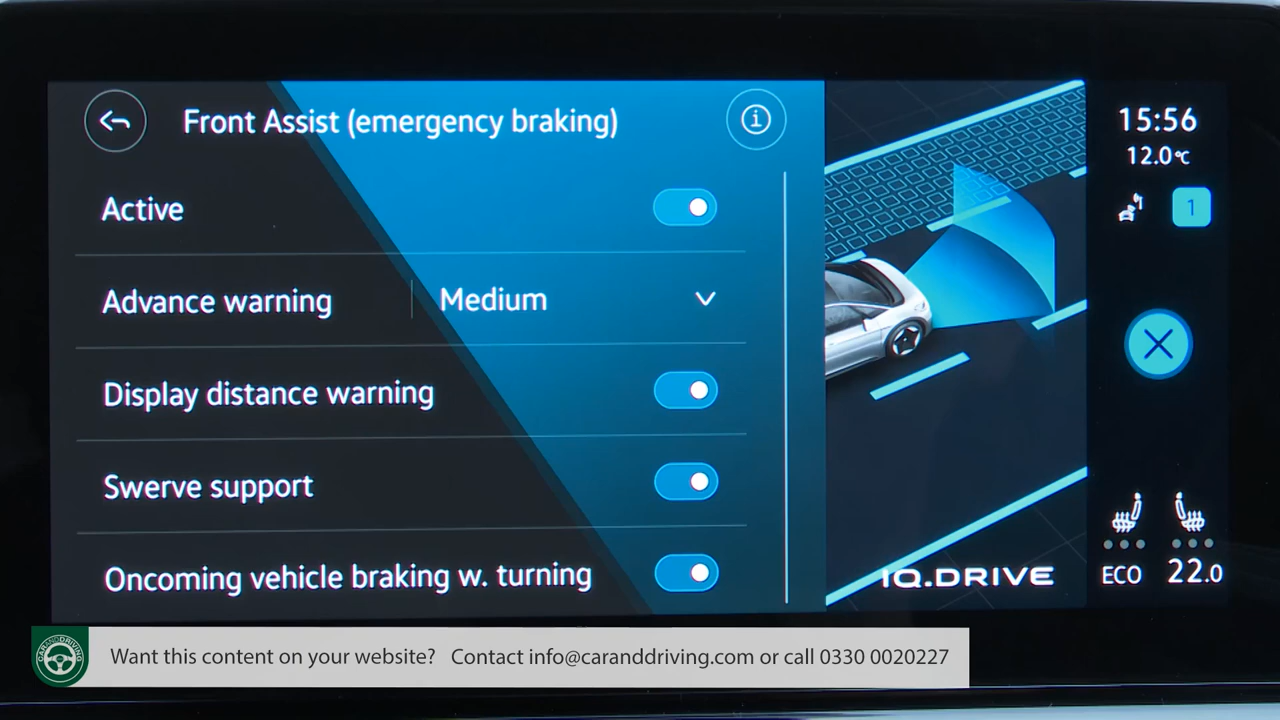 Front Assist (emergency braking)
Active
Advance warning
Medium
Display distance warning
Swerve support
Oncoming vehicle braking w. turning
IQ.DRIVE
15:56
12.0°C
1
ECO
22.0
CARANDDRIVING
Want this content on your website? Contact info@caranddriving.com or call 0330 0020227